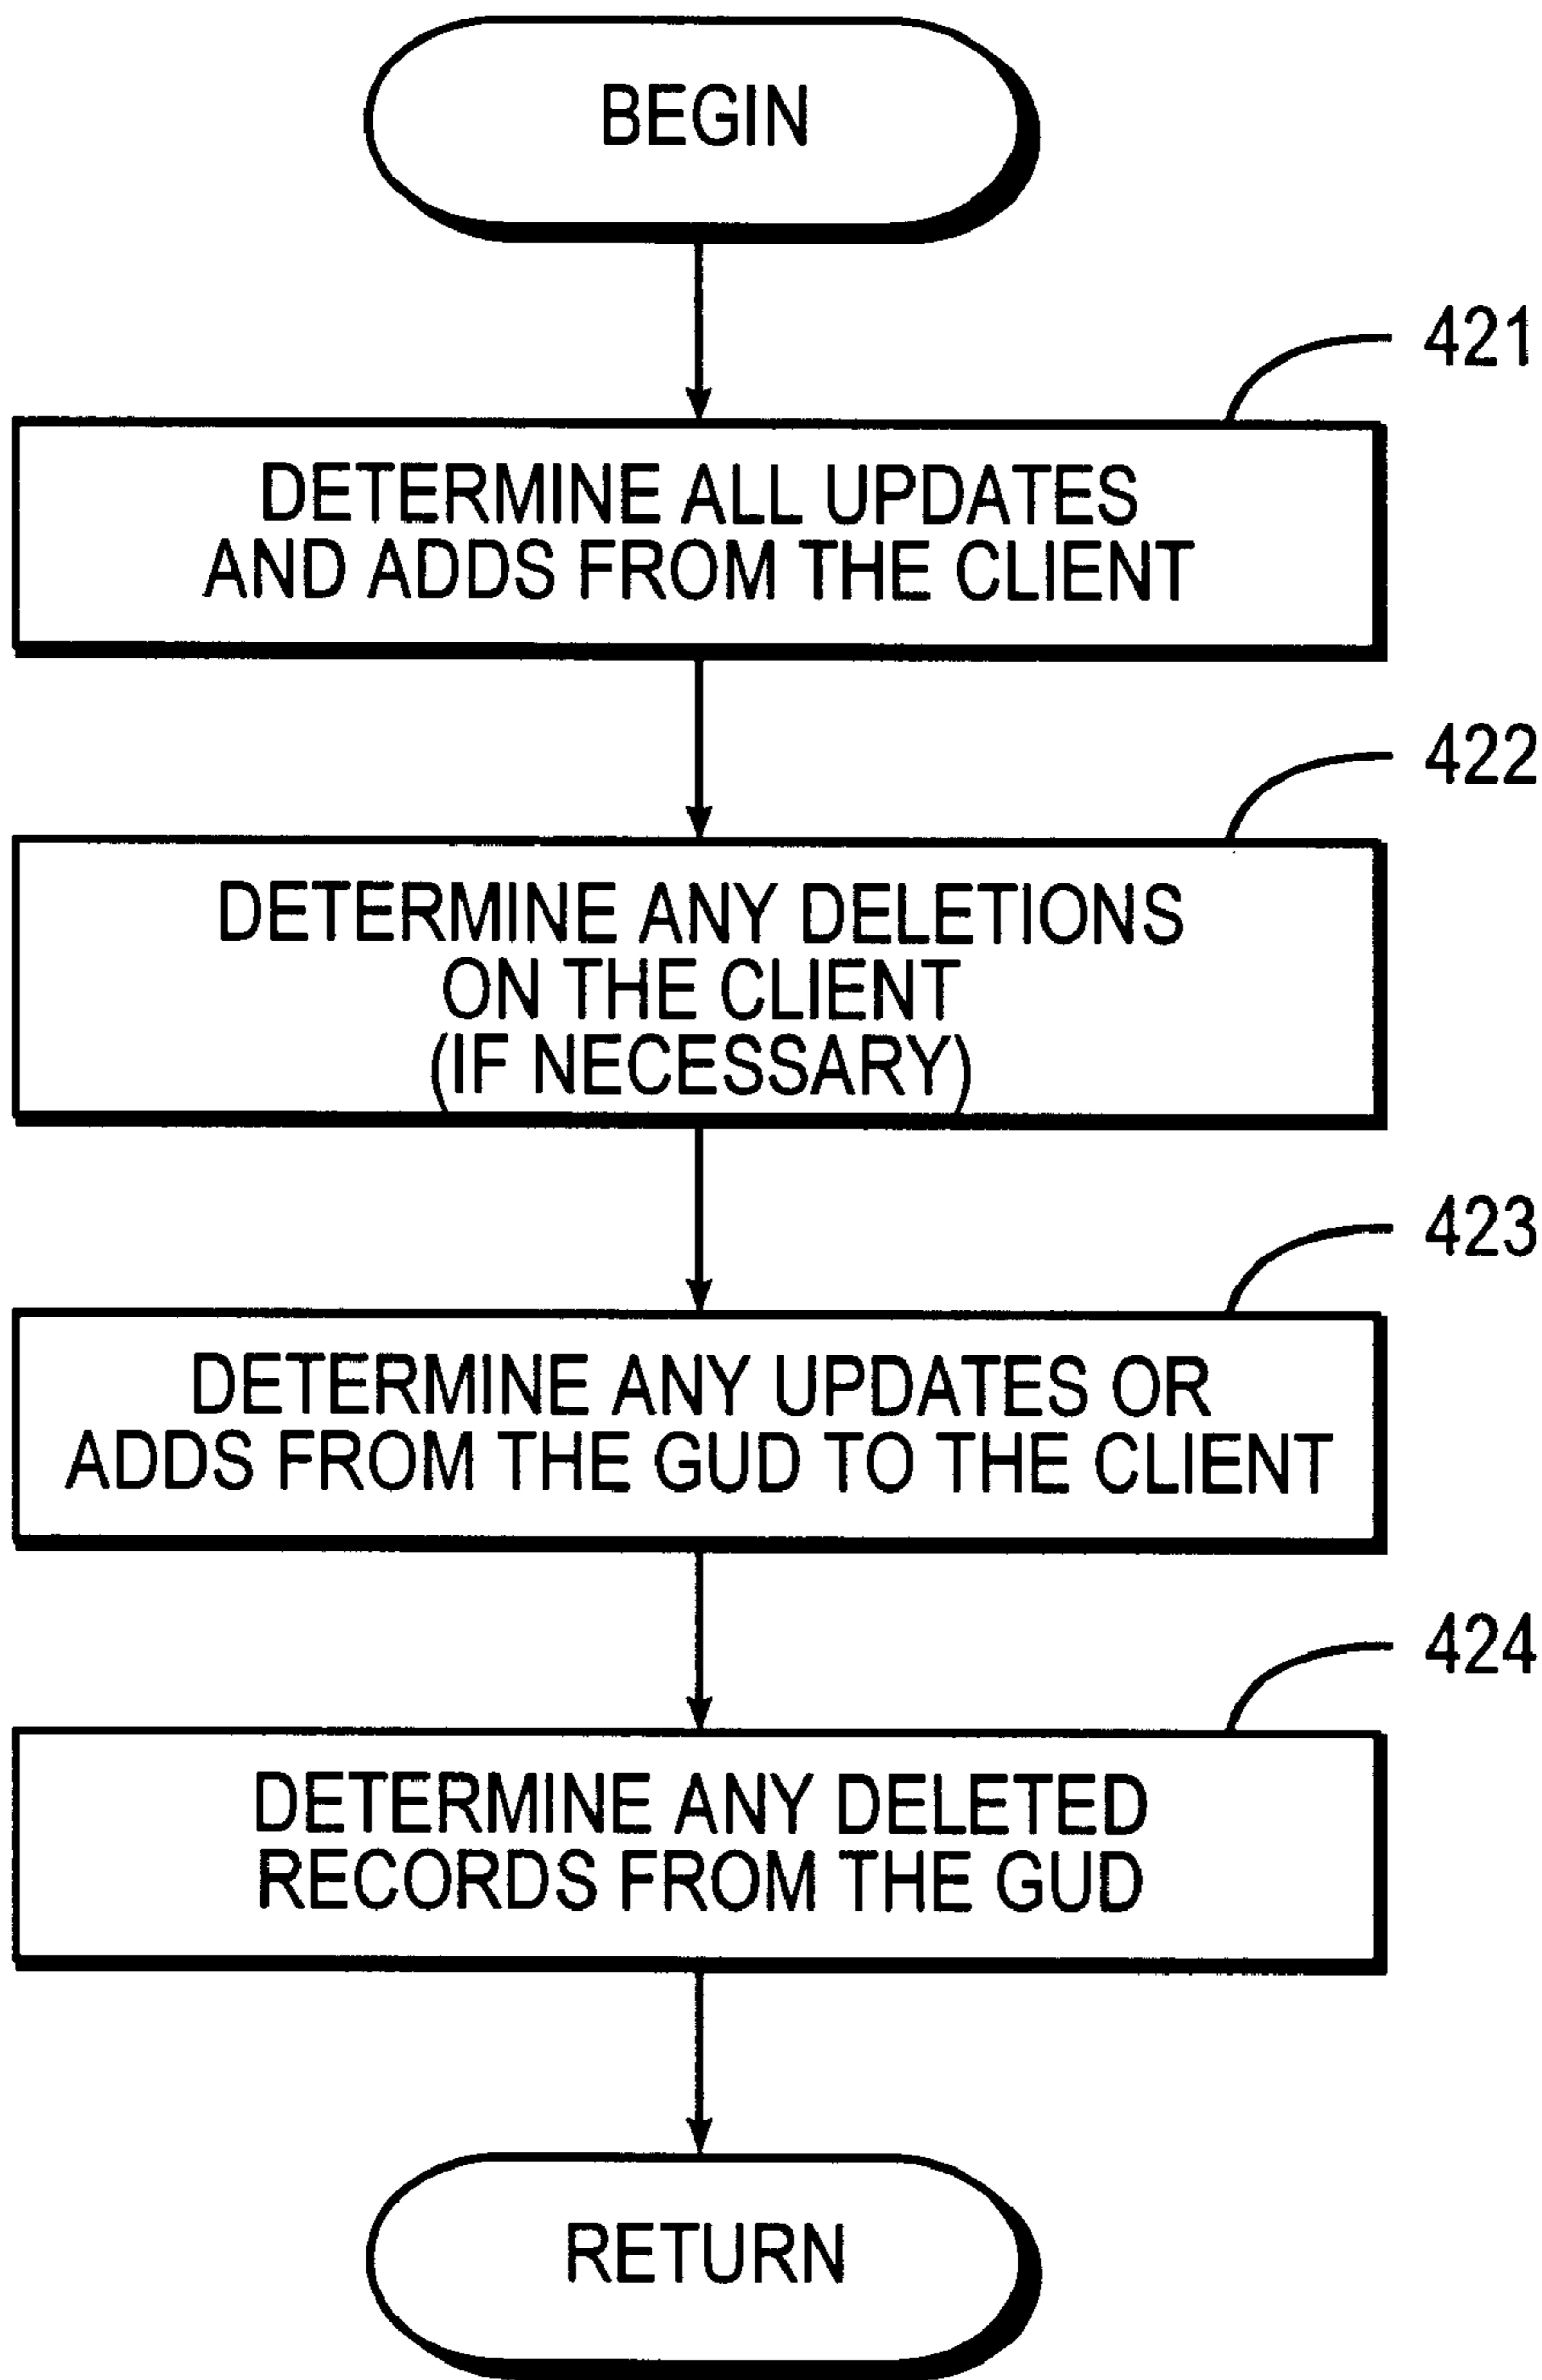 BEGIN
421
DETERMINE ALL UPDATES
AND ADDS FROM THE CLIENT
422
DETERMINE ANY DELETIONS
ON THE CLIENT
(IF NECESSARY)
423
DETERMINE ANY UPDATES OR
ADDS FROM THE GUD TO THE CLIENT
424
DETERMINE ANY DELETED
RECORDS FROM THE GUD
RETURN